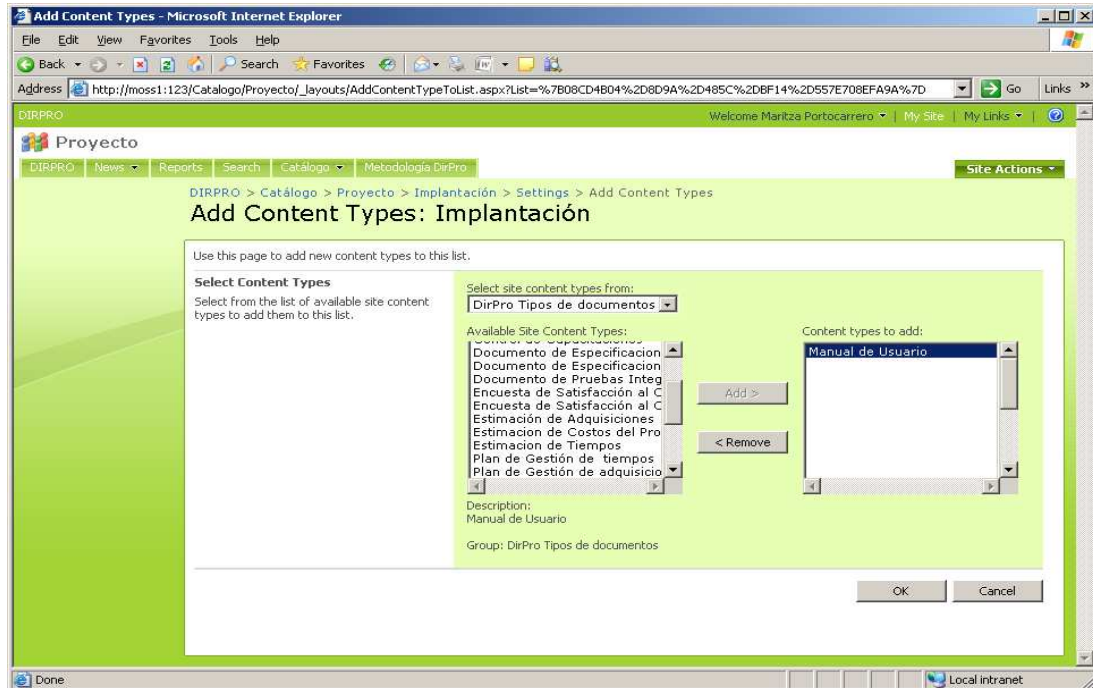 Add Content Types - Microsoft Internet Explorer
File Edit View Favorites Tools Help
Back Search Favorites
Address http://moss1:123/Catalogo/Proyecto/_layouts/AddContentTypeToList.aspx?List=%7B08CD4B04%2D8D9A%2D485C%2DBF14%2D557E708EFA9A%7D Go Links »
DIRPRO Welcome Maritza Portocarrero | My Site | My Links |
Proyecto
DIRPRO News Reports Search Catálogo Metodología DirPro Site Actions
DIRPRO > Catálogo > Proyecto > Implantación > Settings > Add Content Types
Add Content Types: Implantación
Use this page to add new content types to this list.
Select Content Types
Select from the list of available site content
types to add them to this list.
Select site content types from:
DirPro Tipos de documentos
Available Site Content Types:
Control de Capacitaciones
Documento de Especificacion
Documento de Especificacion
Documento de Pruebas Integ
Encuesta de Satisfacción al C
Encuesta de Satisfacción al C
Estimación de Adquisiciones
Estimacion de Costos del Pro
Estimacion de Tiempos
Plan de Gestión de tiempos
Plan de Gestión de adquisicio
Add >
< Remove
Content types to add:
Manual de Usuario
Description:
Manual de Usuario
Group: DirPro Tipos de documentos
OK Cancel
Done Local intranet